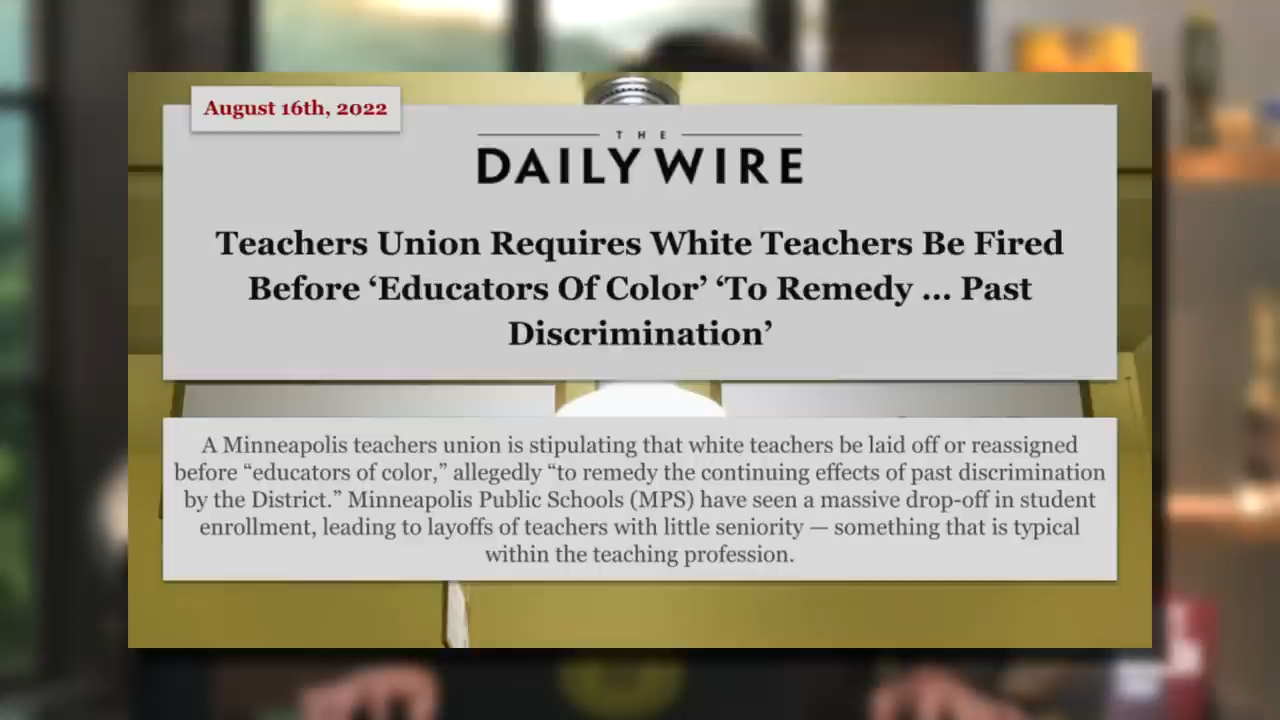 August 16th, 2022
THE
DAILY WIRE
Teachers Union Requires White Teachers Be Fired
Before ‘Educators Of Color’ ‘To Remedy ... Past
Discrimination’
A Minneapolis teachers union is stipulating that white teachers be laid off or reassigned
before “educators of color,” allegedly “to remedy the continuing effects of past discrimination
by the District.” Minneapolis Public Schools (MPS) have seen a massive drop-off in student
enrollment, leading to layoffs of teachers with little seniority — something that is typical
within the teaching profession.